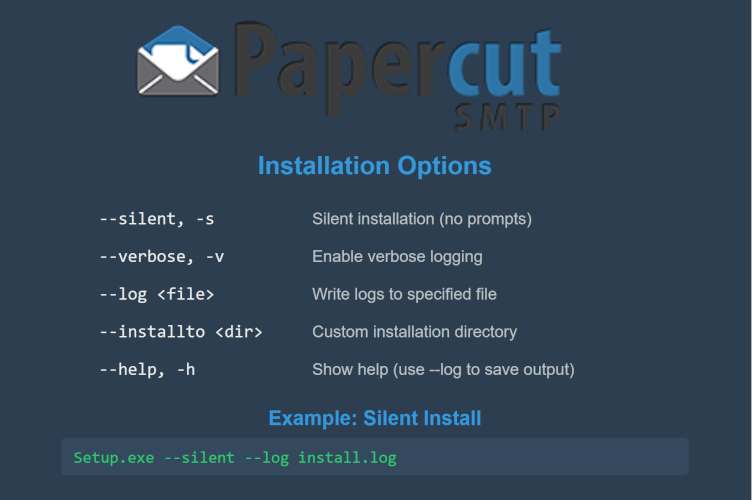 Papercut
SMTP
Installation Options
--silent, -s Silent installation (no prompts)
--verbose, -v Enable verbose logging
--log <file> Write logs to specified file
--installto <dir> Custom installation directory
--help, -h Show help (use --log to save output)
Example: Silent Install
Setup.exe --silent --log install.log